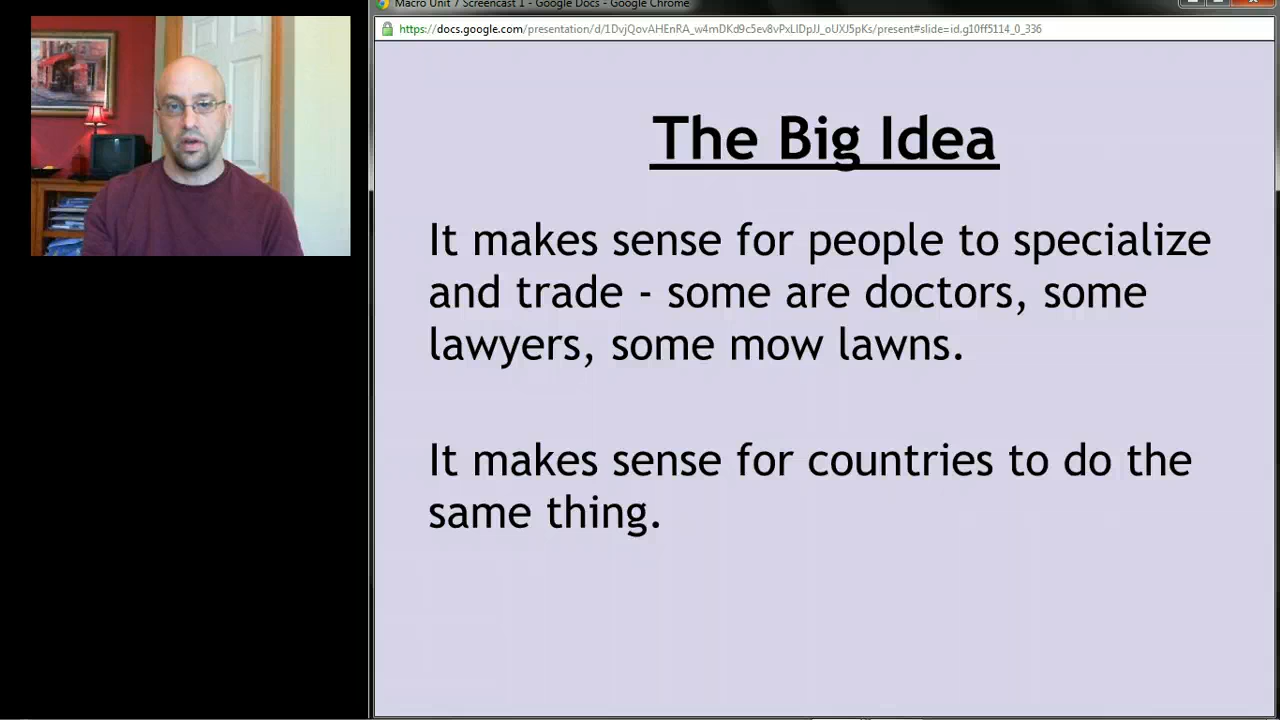 Macro Unit 7 Screencast 1 - Google Docs - Google Chrome
https://docs.google.com/presentation/d/1DvjQovAHEnRA_w4mDKd9c5ev8vPxLIDpJJ_oUXJ5pKs/present#slide=id.g10ff5114_0_336
The Big Idea
It makes sense for people to specialize
and trade - some are doctors, some
lawyers, some mow lawns.
It makes sense for countries to do the
same thing.